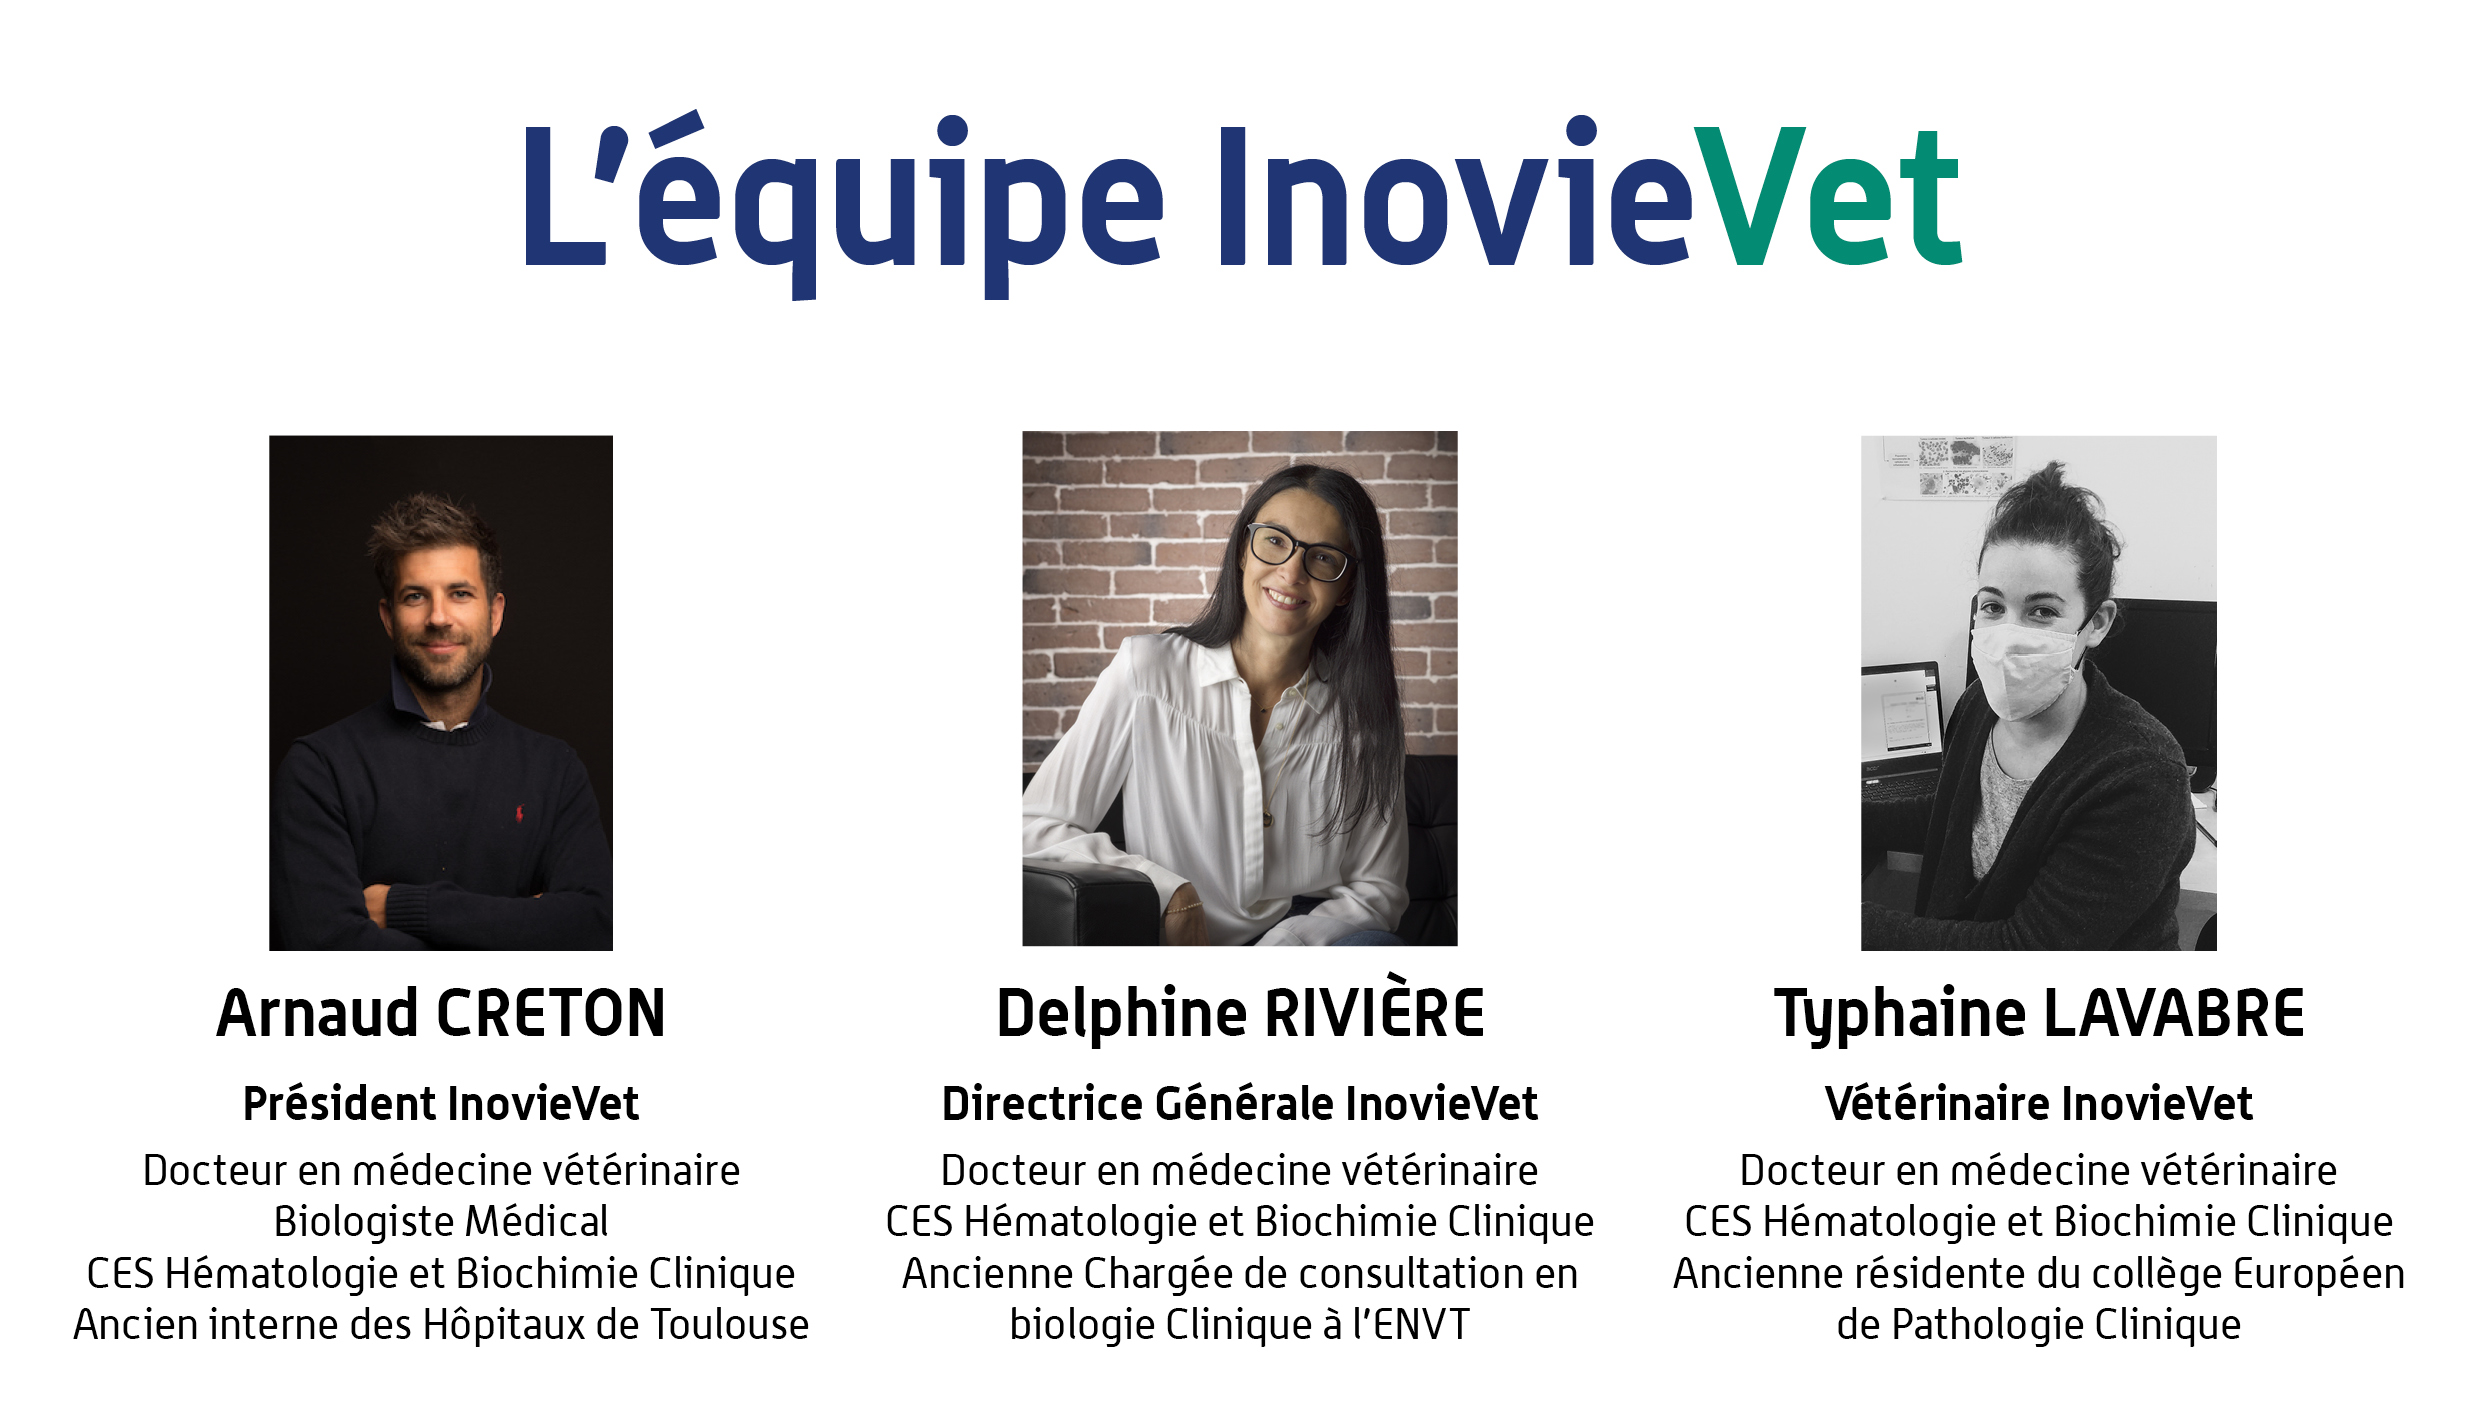 L'équipe InovieVet
Arnaud CRETON
Président InovieVet
Docteur en médecine vétérinaire
Biologiste Médical
CES Hématologie et Biochimie Clinique
Ancien interne des Hôpitaux de Toulouse
Delphine RIVIÈRE
Directrice Générale InovieVet
Docteur en médecine vétérinaire
CES Hématologie et Biochimie Clinique
Ancienne Chargée de consultation en
biologie Clinique à l'ENVT
Typhaine LAVABRE
Vétérinaire InovieVet
Docteur en médecine vétérinaire
CES Hématologie et Biochimie Clinique
Ancienne résidente du collège Européen
de Pathologie Clinique